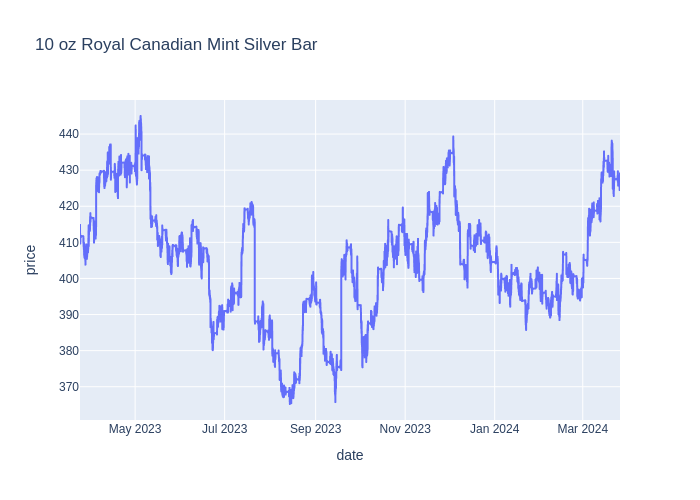 10 oz Royal Canadian Mint Silver Bar
440
430
420
410
400
390
380
370
price
May 2023 Jul 2023 Sep 2023 Nov 2023 Jan 2024 Mar 2024
date